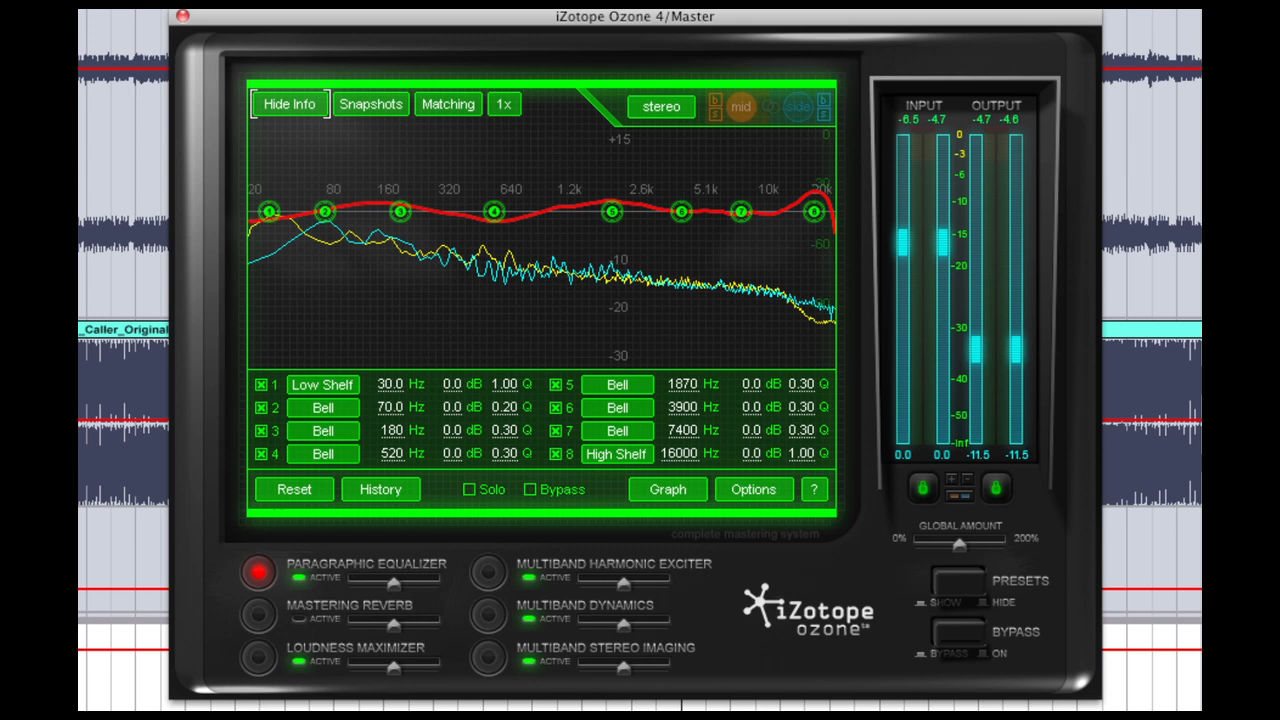 iZotope Ozone 4/Master
Hide Info Snapshots Matching 1x stereo b s mid side b s
INPUT OUTPUT
-6.5 -4.7 -4.7 -4.6
+15 0
20 80 160 320 640 1.2k 2.6k 5.1k 10k 20k
1 2 3 4 5 6 7 8
-60
-10
-20
-30
0
-3
-6
-10
-15
-20
-30
-40
-50
-Inf
0.0 0.0 -11.5 -11.5
_Caller_Original
1 Low Shelf 30.0 Hz 0.0 dB 1.00 Q 5 Bell 1870 Hz 0.0 dB 0.30 Q
2 Bell 70.0 Hz 0.0 dB 0.20 Q 6 Bell 3900 Hz 0.0 dB 0.30 Q
3 Bell 180 Hz 0.0 dB 0.30 Q 7 Bell 7400 Hz 0.0 dB 0.30 Q
4 Bell 520 Hz 0.0 dB 0.30 Q 8 High Shelf 16000 Hz 0.0 dB 1.00 Q
Reset History Solo Bypass Graph Options ?
complete mastering system
GLOBAL AMOUNT
0% 200%
PARAGRAPHIC EQUALIZER
ACTIVE
MULTIBAND HARMONIC EXCITER
ACTIVE
MASTERING REVERB
ACTIVE
MULTIBAND DYNAMICS
ACTIVE
LOUDNESS MAXIMIZER
ACTIVE
MULTIBAND STEREO IMAGING
ACTIVE
iZotope
ozone™
PRESETS
SHOW HIDE
BYPASS
BYPASS ON